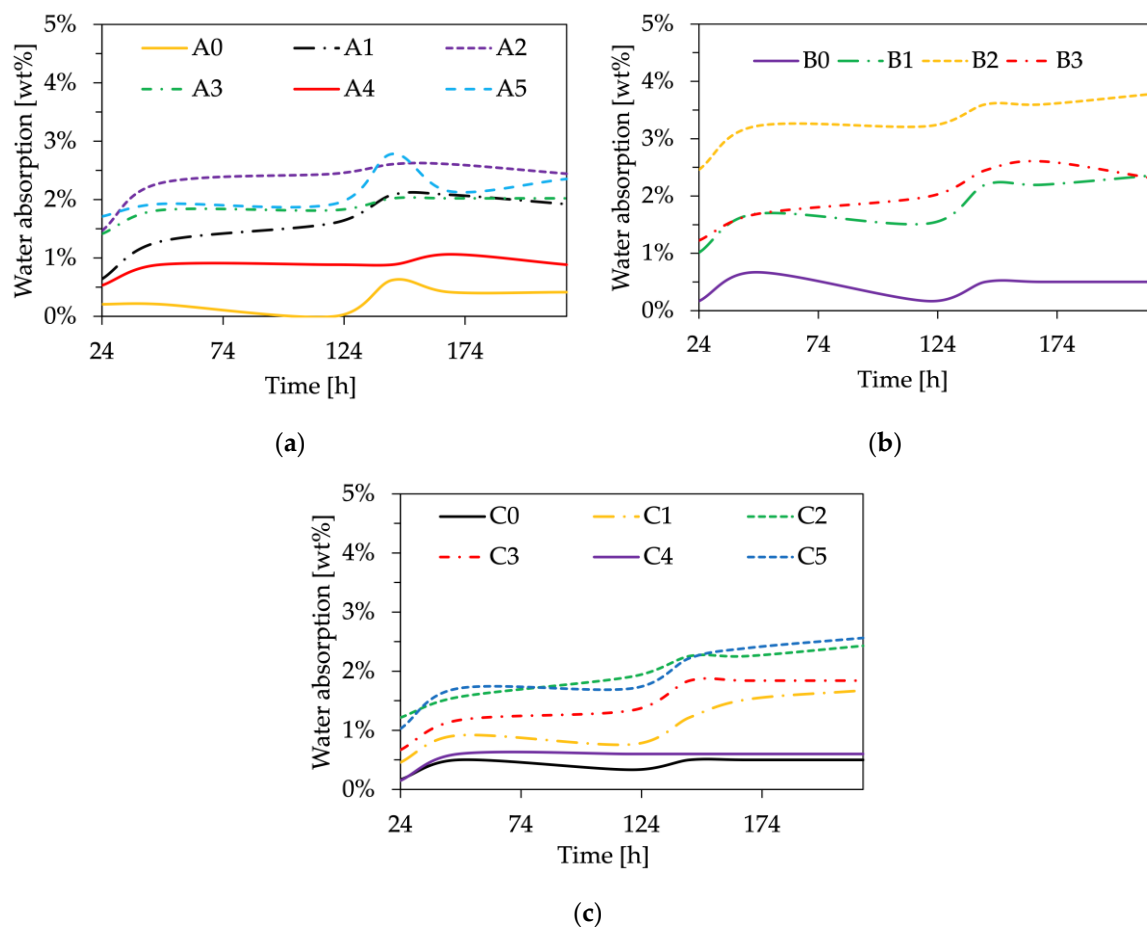 5%
4%
3%
2%
1%
0%
Water absorption [wt%]
A0 A1 A2
A3 A4 A5
24 74 124 174
Time [h]
(a)
5%
4%
3%
2%
1%
0%
Water absorption [wt%]
B0 B1 B2 B3
24 74 124 174
Time [h]
(b)
5%
4%
3%
2%
1%
0%
Water absorption [wt%]
C0 C1 C2
C3 C4 C5
24 74 124 174
Time [h]
(c)